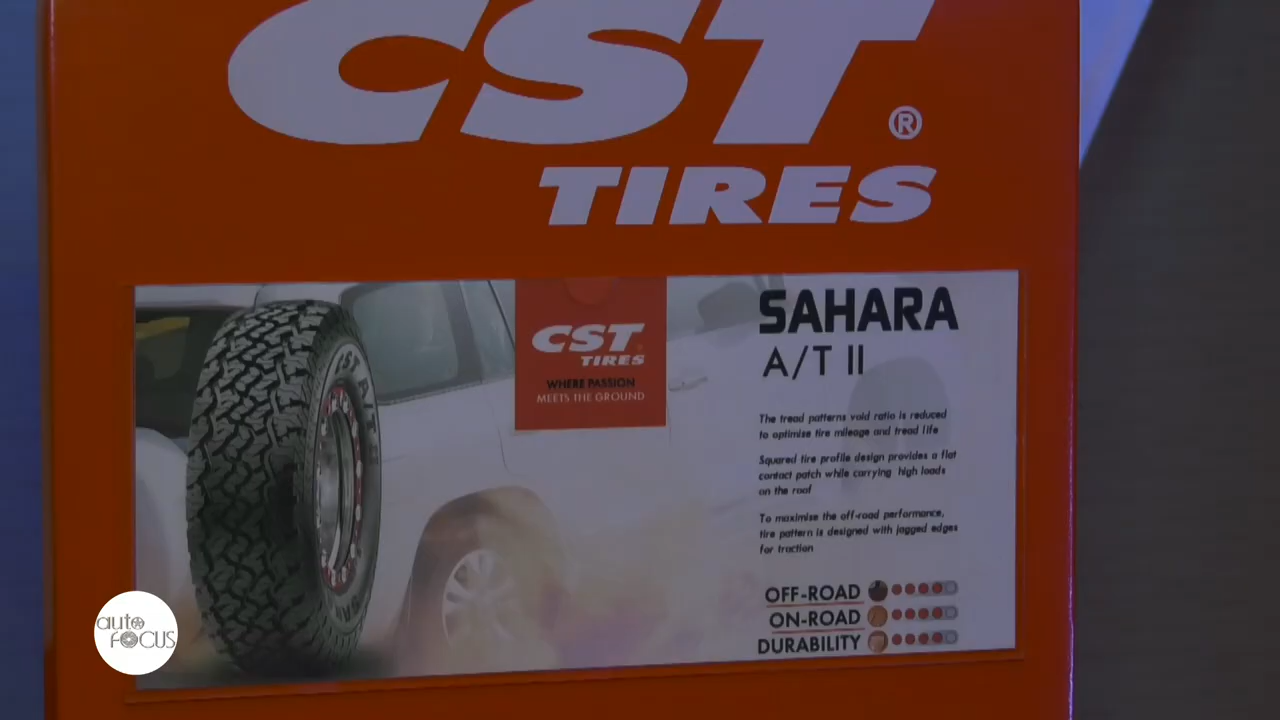 CST®
TIRES
CST
TIRES
WHERE PASSION
MEETS THE GROUND
SAHARA
A/T II
The tread patterns void ratio is reduced
to optimise tire mileage and tread life
Squared tire profile design provides a flat
contact patch while carrying high loads
on the roof
To maximise the off-road performance,
tire pattern is designed with jagged edges
for traction
OFF-ROAD
ON-ROAD
DURABILITY
auto
FOCUS